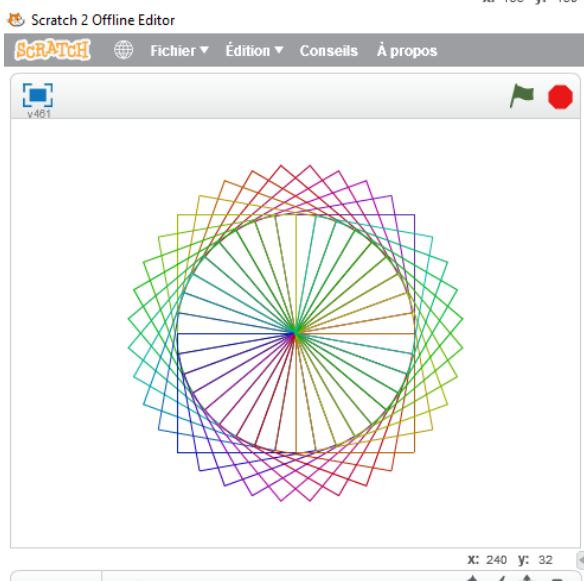 Scratch 2 Offline Editor
SCRATCH Fichier Édition Conseils À propos
v461
x: 240 y: 32